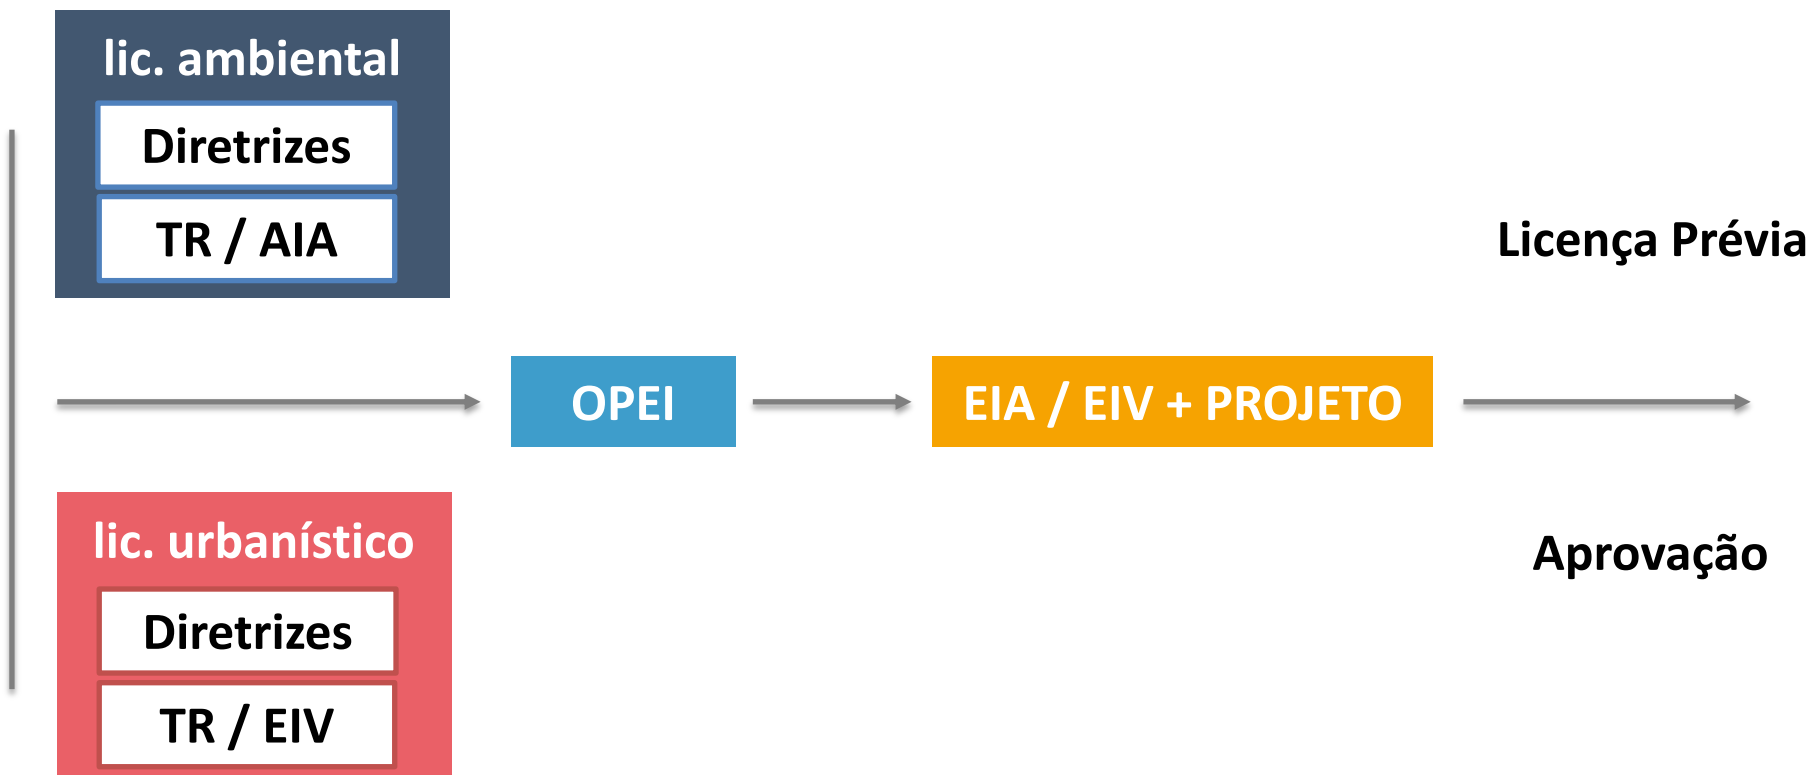 lic. ambiental
Diretrizes
TR / AIA
Licença Prévia
OPEI
EIA / EIV + PROJETO
lic. urbanístico
Diretrizes
TR / EIV
Aprovação